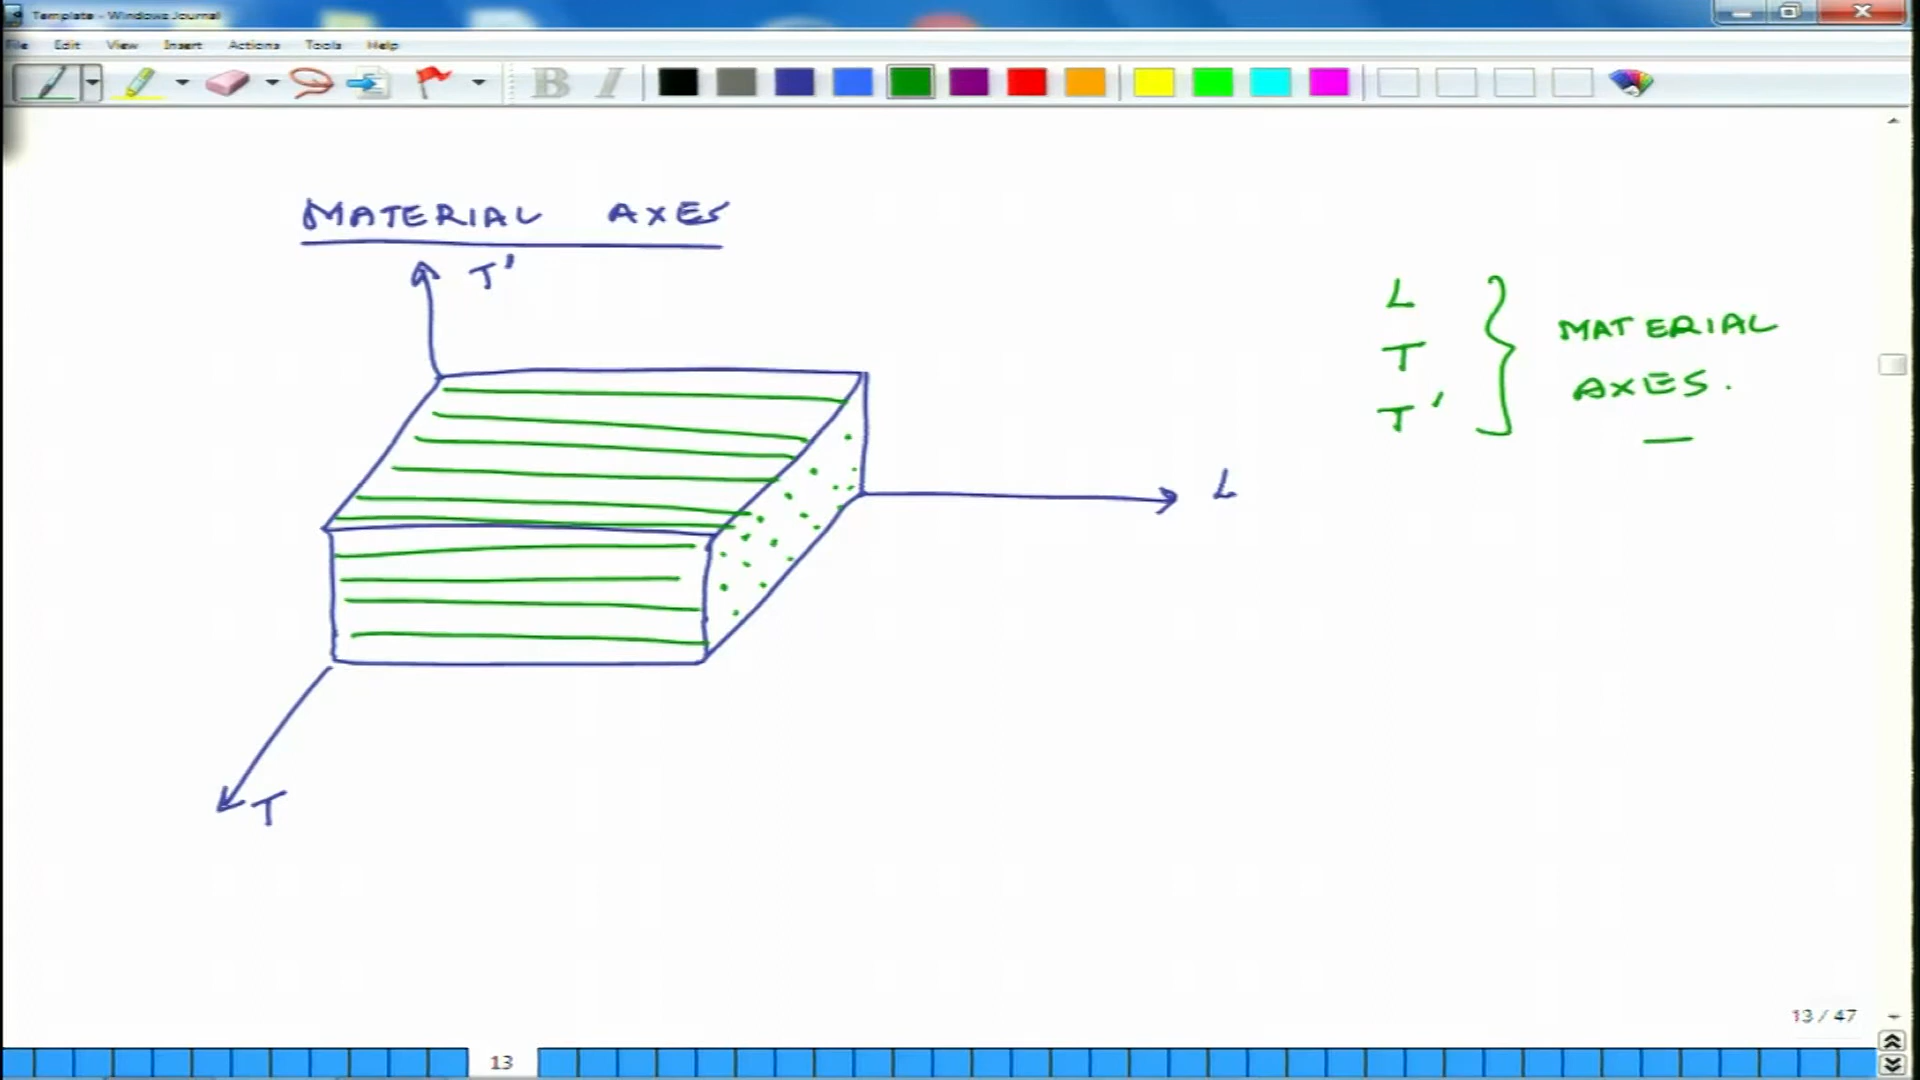 Template - Windows Journal
File Edit View Insert Actions Tools Help
B I
MATERIAL AXES
T'
L
T
T'
MATERIAL
AXES.
L
T
13 / 47
13